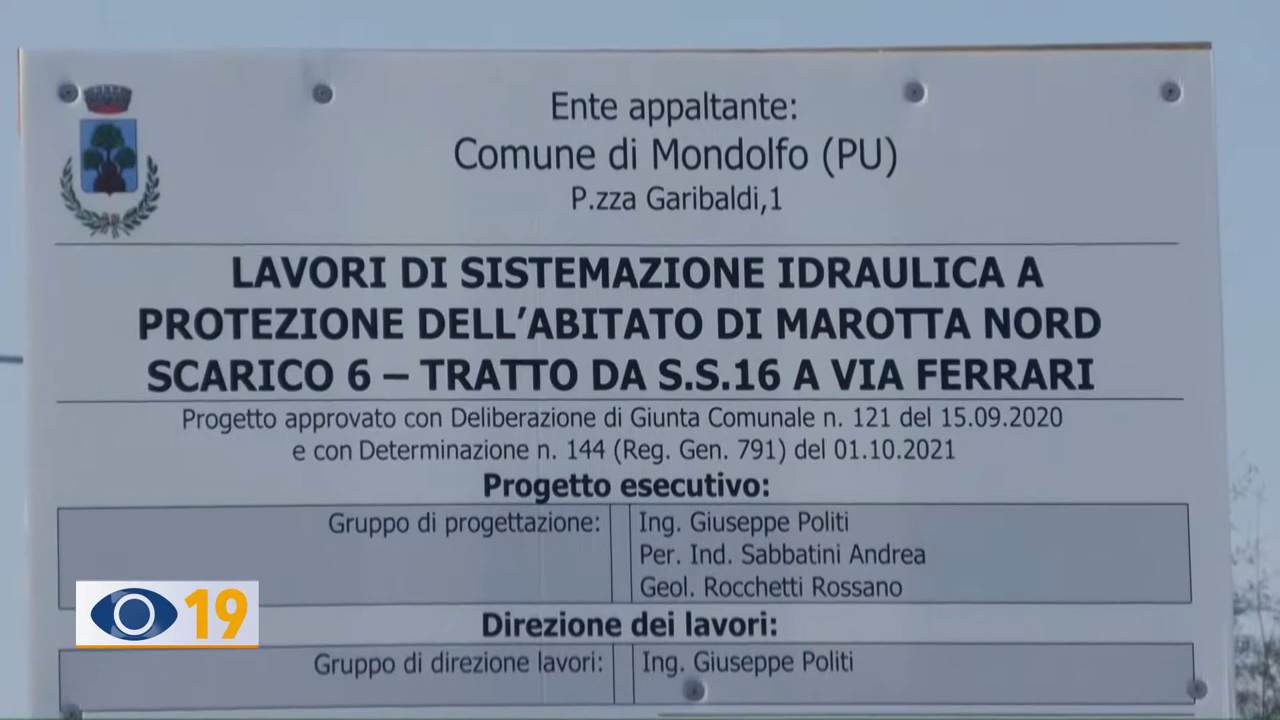 Ente appaltante:
Comune di Mondolfo (PU)
P.zza Garibaldi,1
LAVORI DI SISTEMAZIONE IDRAULICA A
PROTEZIONE DELL'ABITATO DI MAROTTA NORD
SCARICO 6 – TRATTO DA S.S.16 A VIA FERRARI
Progetto approvato con Deliberazione di Giunta Comunale n. 121 del 15.09.2020
e con Determinazione n. 144 (Reg. Gen. 791) del 01.10.2021
Progetto esecutivo:
Gruppo di progettazione: Ing. Giuseppe Politi
Per. Ind. Sabbatini Andrea
Geol. Rocchetti Rossano
Direzione dei lavori:
Gruppo di direzione lavori: Ing. Giuseppe Politi
19